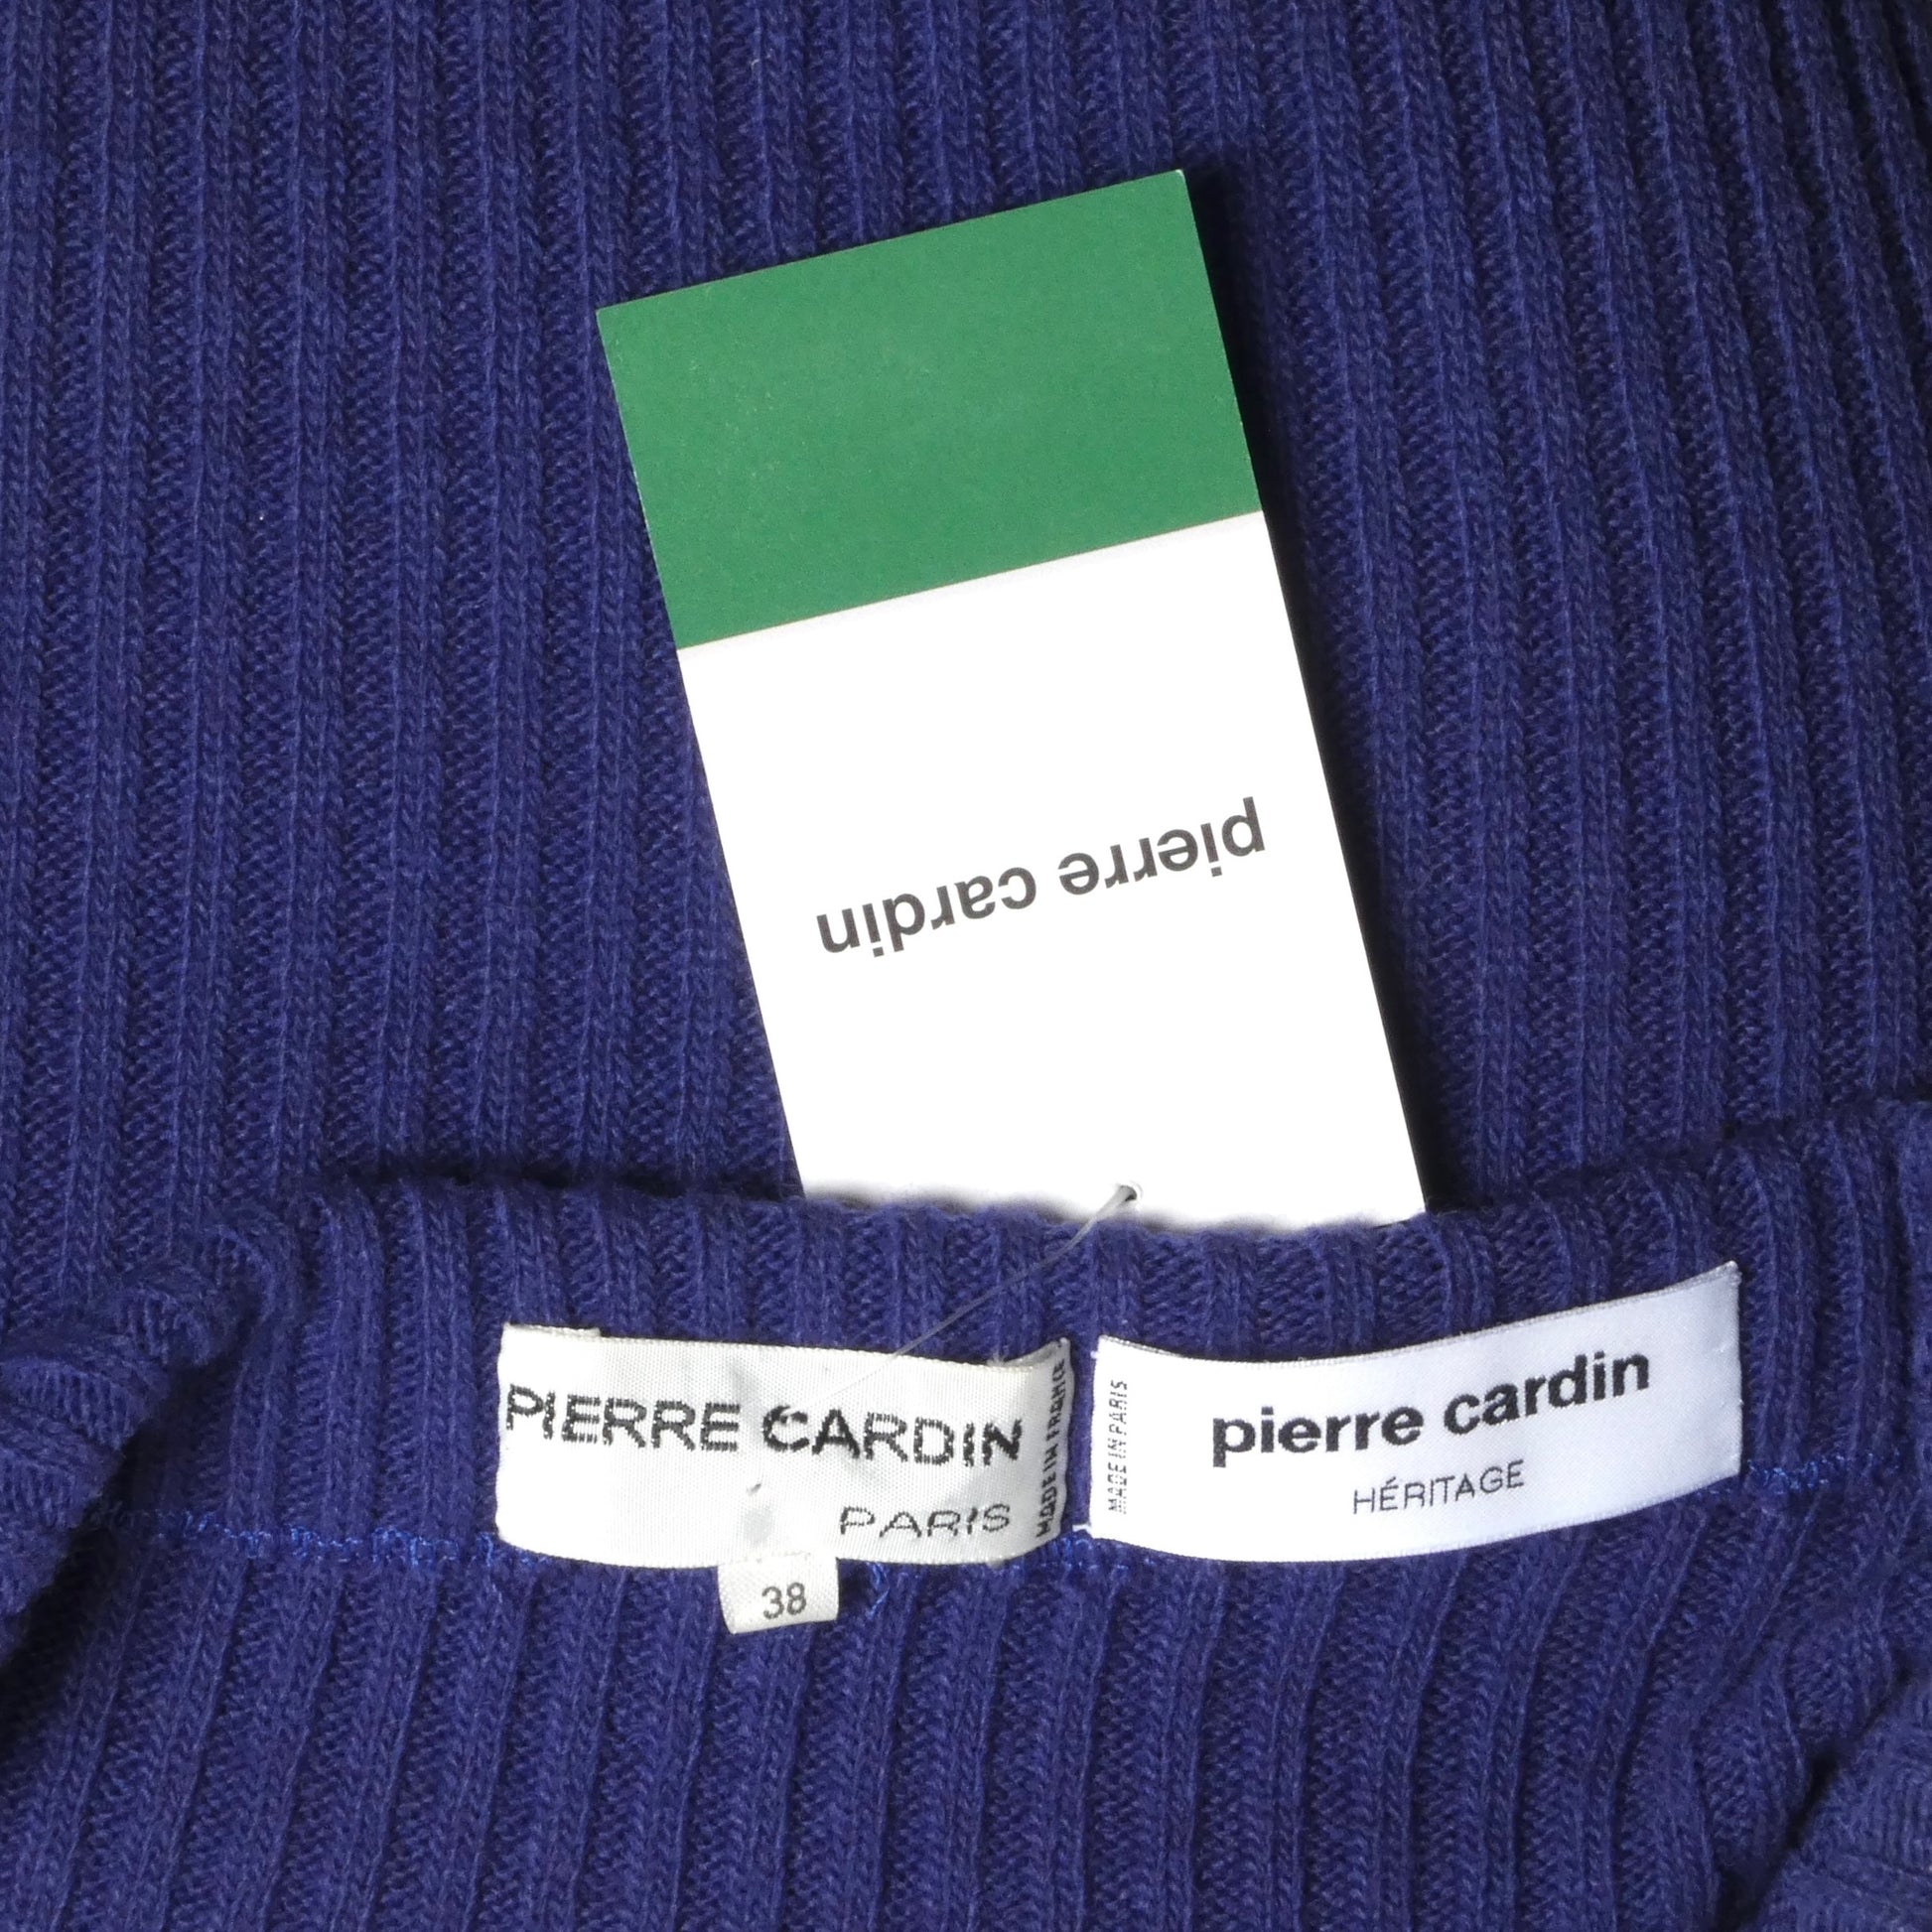 pierre cardin
PIERRE CARDIN
PARIS
MADE IN FRANCE
38
MADE IN PARIS
pierre cardin
HÉRITAGE